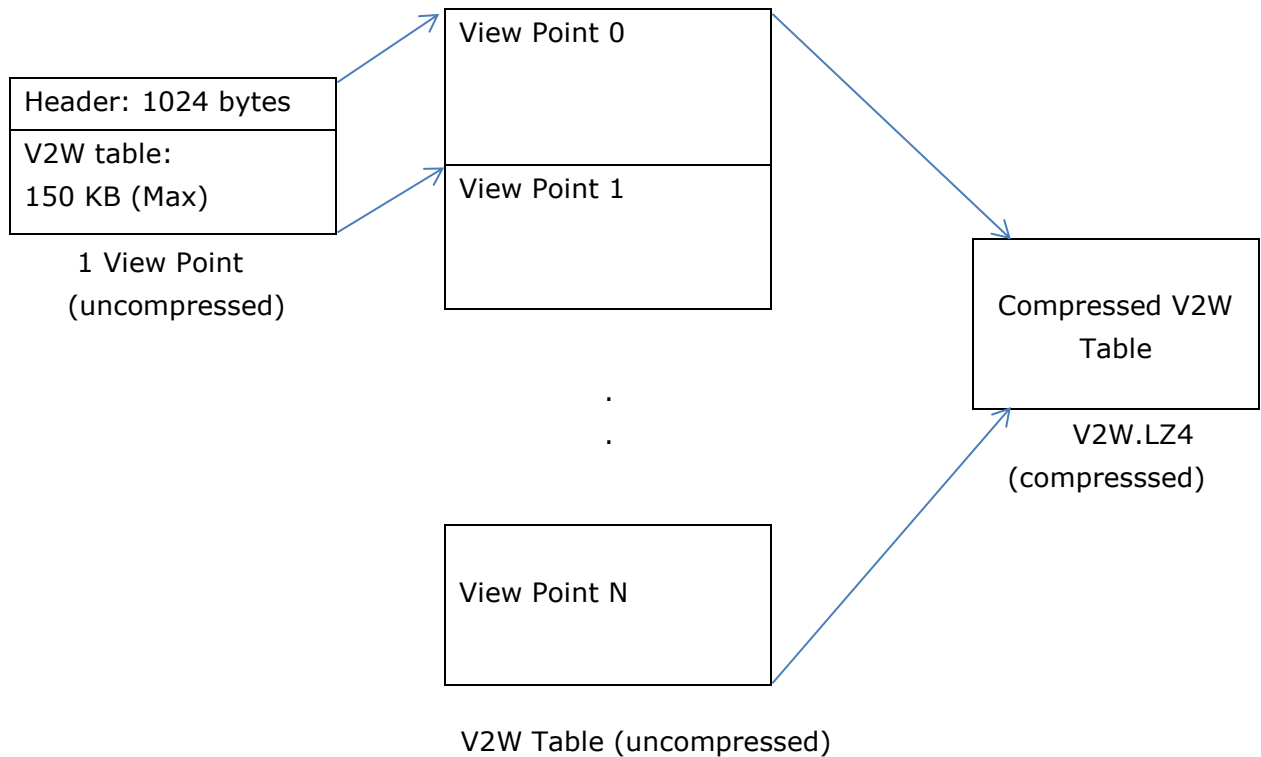 Header: 1024 bytes
V2W table:
150 KB (Max)
1 View Point
(uncompressed)
View Point 0
View Point 1
.
.
View Point N
V2W Table (uncompressed)
Compressed V2W
Table
V2W.LZ4
(compresssed)